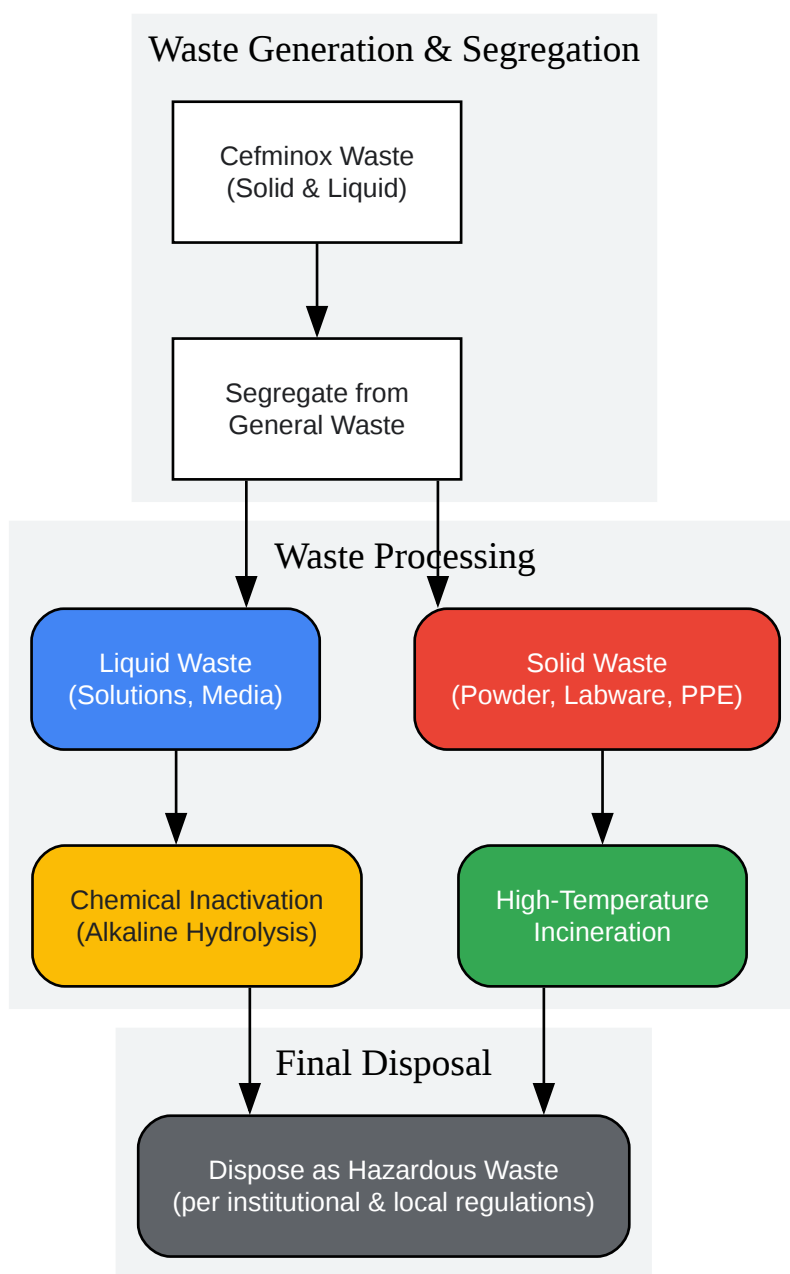 Waste Generation & Segregation
Cefminox Waste
(Solid & Liquid)
Segregate from
General Waste
Waste Processing
Liquid Waste
(Solutions, Media)
Solid Waste
(Powder, Labware, PPE)
Chemical Inactivation
(Alkaline Hydrolysis)
High-Temperature
Incineration
Final Disposal
Dispose as Hazardous Waste
(per institutional & local regulations)